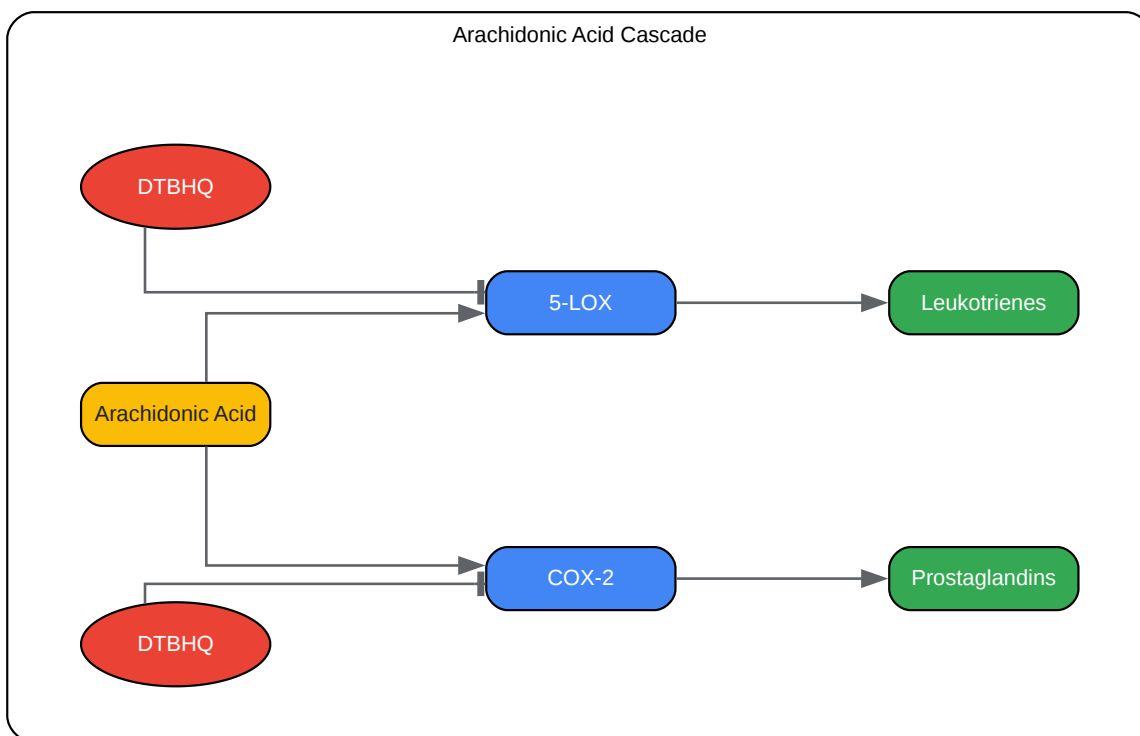 Arachidonic Acid Cascade
DTBHQ
5-LOX
Leukotrienes
Arachidonic Acid
COX-2
Prostaglandins
DTBHQ